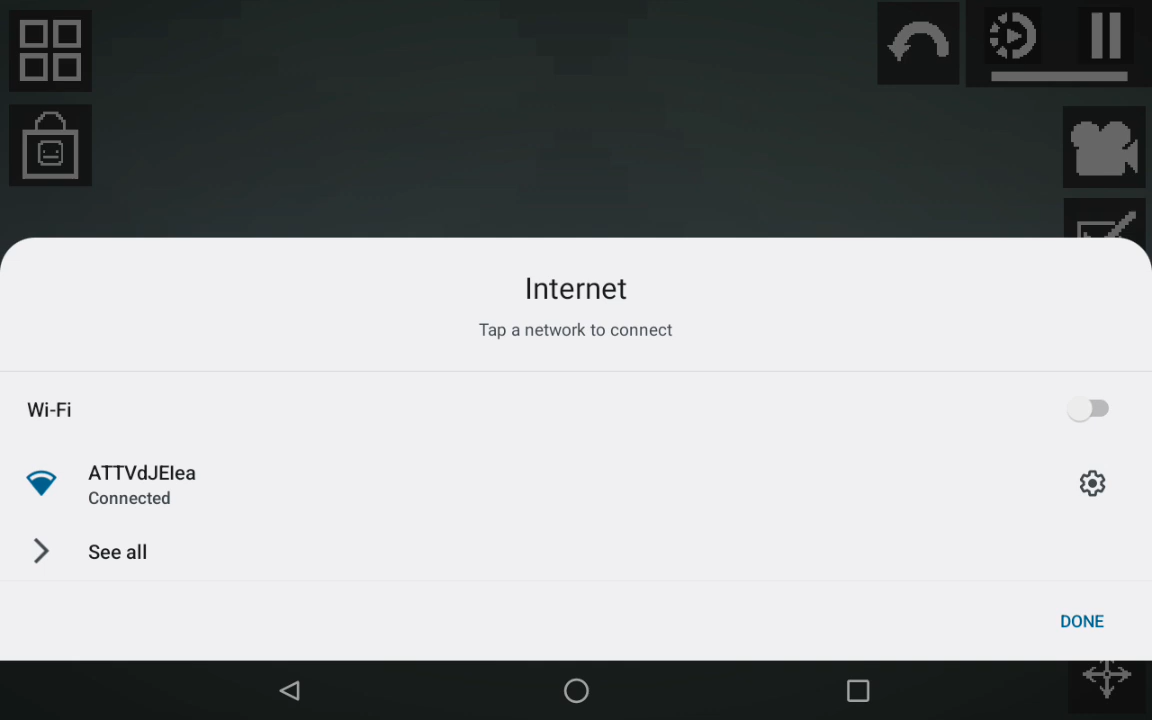 Internet
Tap a network to connect
Wi-Fi
ATTVdJEIea
Connected
See all
DONE